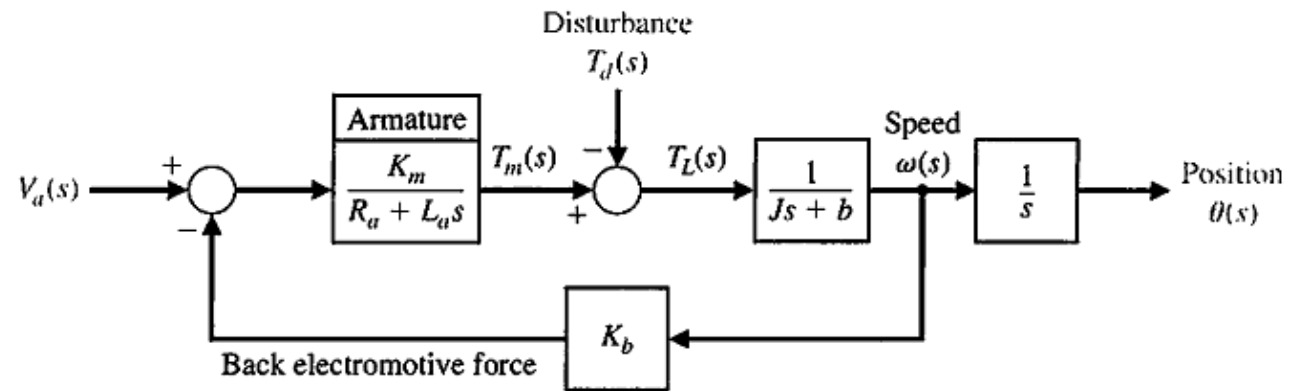 Disturbance
T_d(s)
Armature
Speed
+
K_m
T_m(s)
−
T_L(s)
1
ω(s)
1
Position
V_a(s)
R_a + L_a s
+
Js + b
s
θ(s)
−
K_b
Back electromotive force